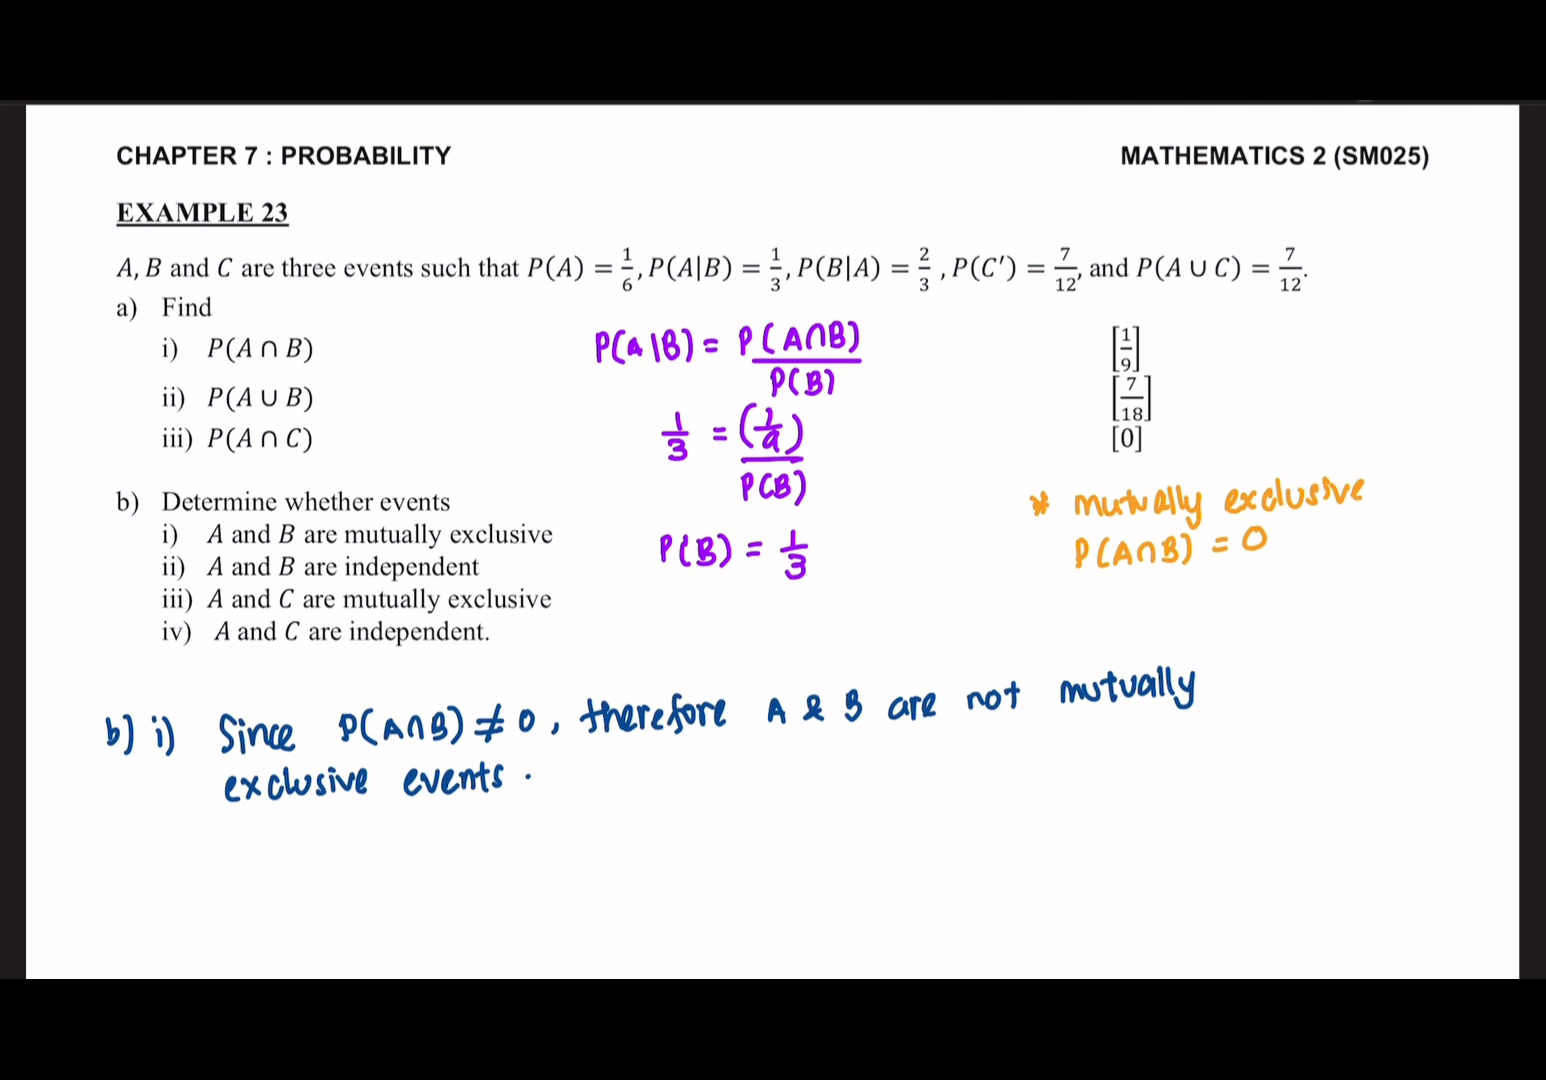 CHAPTER 7 : PROBABILITY MATHEMATICS 2 (SM025)
EXAMPLE 23
A, B and C are three events such that P(A) = 1/6, P(A|B) = 1/3, P(B|A) = 2/3 , P(C′) = 7/12, and P(A ∪ C) = 7/12.
a) Find
i) P(A ∩ B) [1/9]
ii) P(A ∪ B) [7/18]
iii) P(A ∩ C) [0]
P(A|B) = P(A∩B)/P(B)
1/3 = (1/9)/P(B)
P(B) = 1/3
b) Determine whether events
i) A and B are mutually exclusive
ii) A and B are independent
iii) A and C are mutually exclusive
iv) A and C are independent.
* mutually exclusive
P(A∩B) = 0
b) i) Since P(A∩B) ≠ 0, therefore A & B are not mutually
exclusive events.